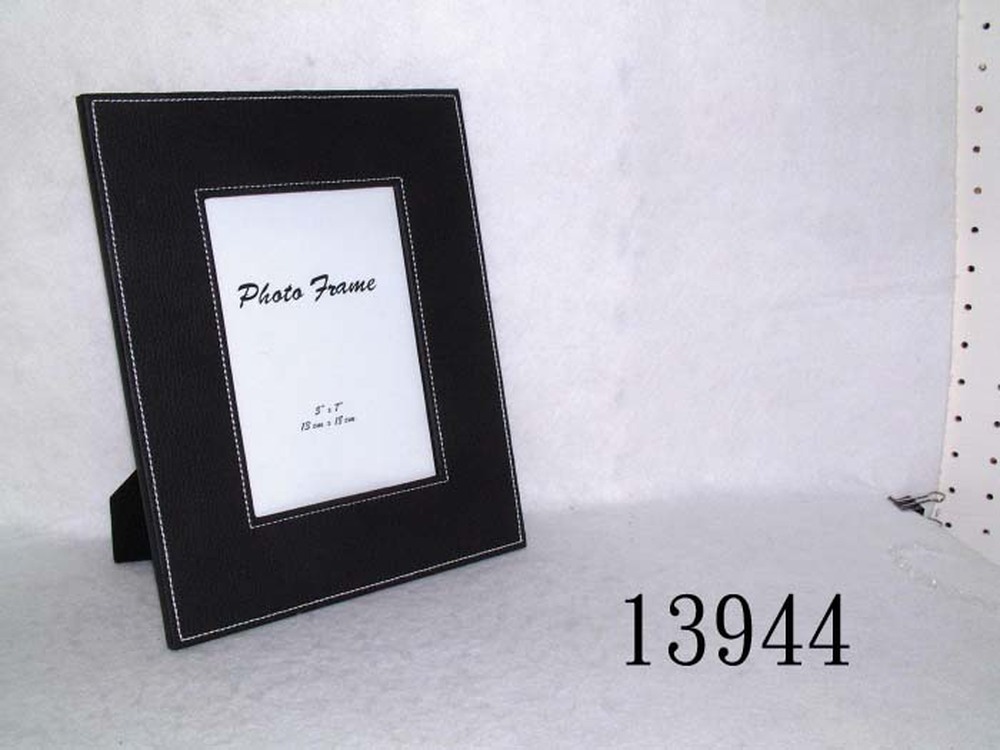 Photo Frame
5" x 7"
13 cm x 18 cm
13944